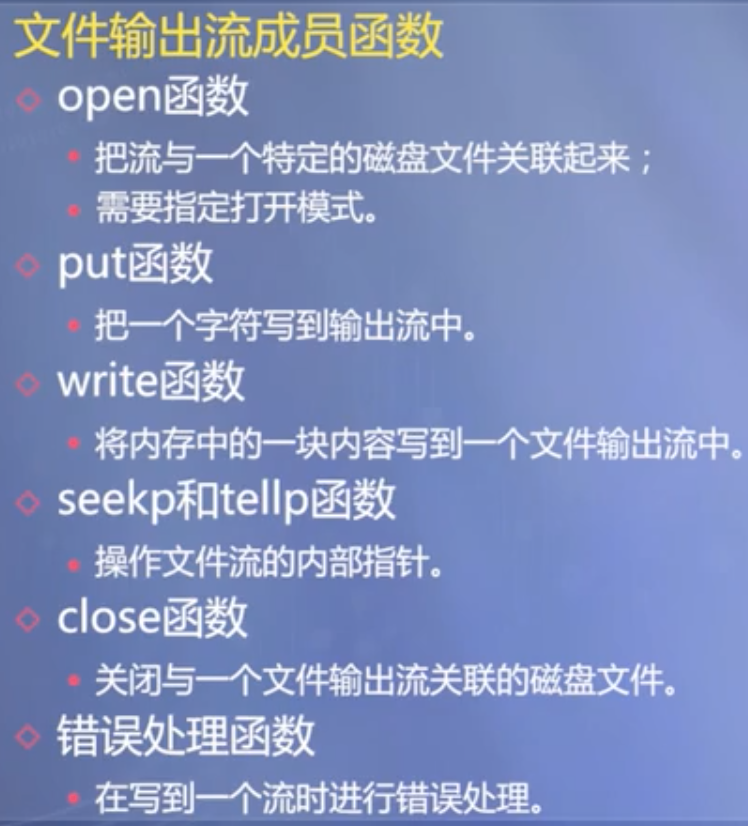 文件输出流成员函数
open函数
把流与一个特定的磁盘文件关联起来；
需要指定打开模式。
put函数
把一个字符写到输出流中。
write函数
将内存中的一块内容写到一个文件输出流中。
seekp和tellp函数
操作文件流的内部指针。
close函数
关闭与一个文件输出流关联的磁盘文件。
错误处理函数
在写到一个流时进行错误处理。